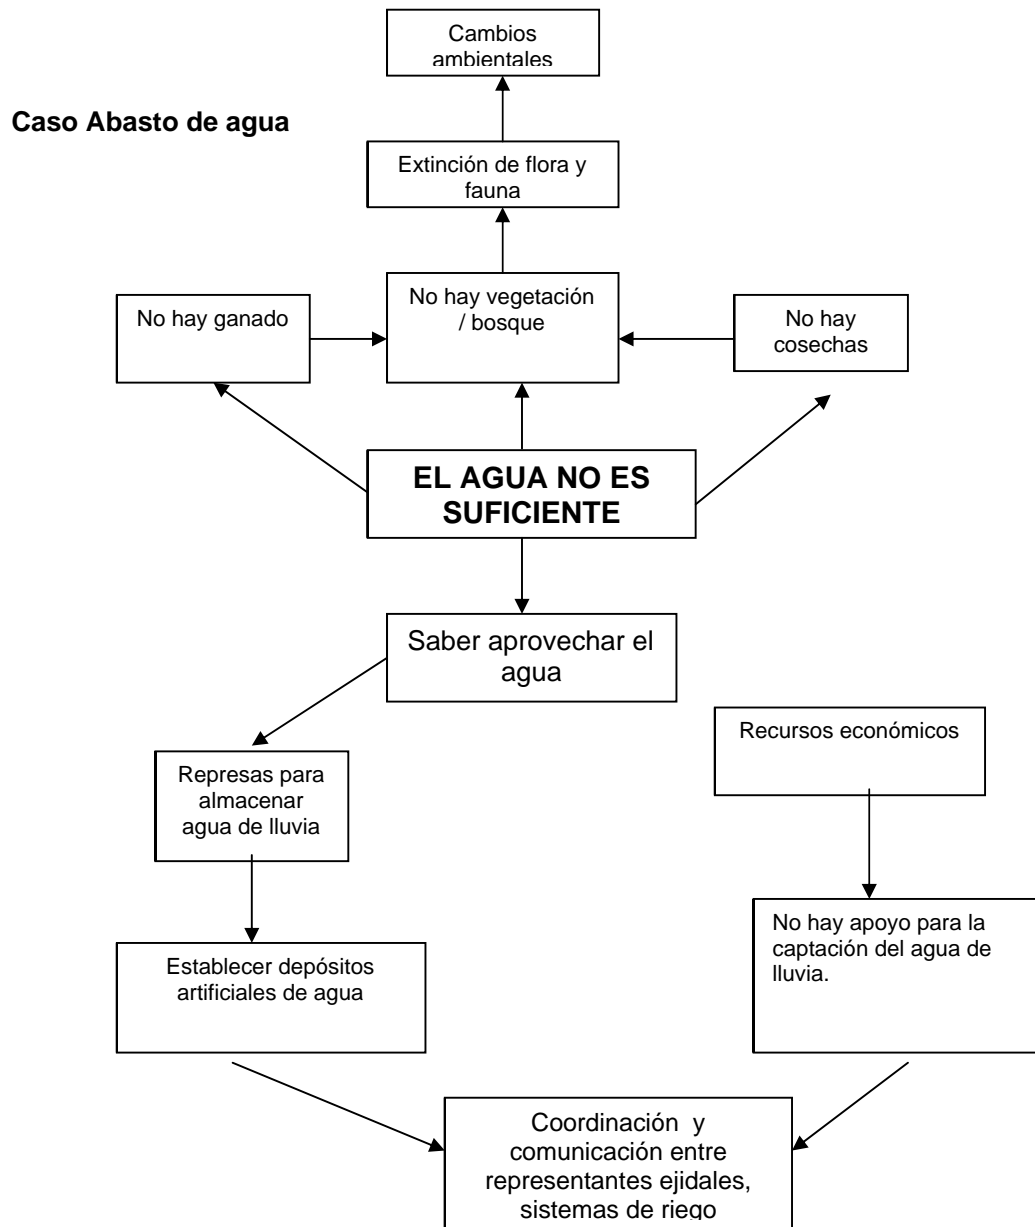 Cambios
ambientales
Caso Abasto de agua
Extinción de flora y
fauna
No hay ganado
No hay vegetación
/ bosque
No hay
cosechas
EL AGUA NO ES
SUFICIENTE
Saber aprovechar el
agua
Recursos económicos
Represas para
almacenar
agua de lluvia
No hay apoyo para la
captación del agua de
lluvia.
Establecer depósitos
artificiales de agua
Coordinación y
comunicación entre
representantes ejidales,
sistemas de riego